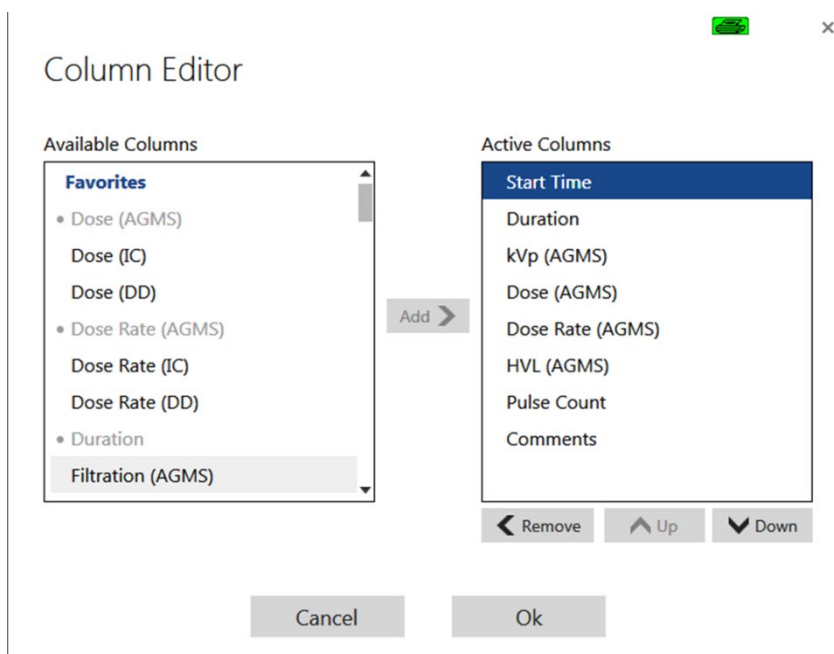 Column Editor
Available Columns
Favorites
• Dose (AGMS)
Dose (IC)
Dose (DD)
• Dose Rate (AGMS)
Dose Rate (IC)
Dose Rate (DD)
• Duration
Filtration (AGMS)
Add
Active Columns
Start Time
Duration
kVp (AGMS)
Dose (AGMS)
Dose Rate (AGMS)
HVL (AGMS)
Pulse Count
Comments
Remove
Up
Down
Cancel
Ok